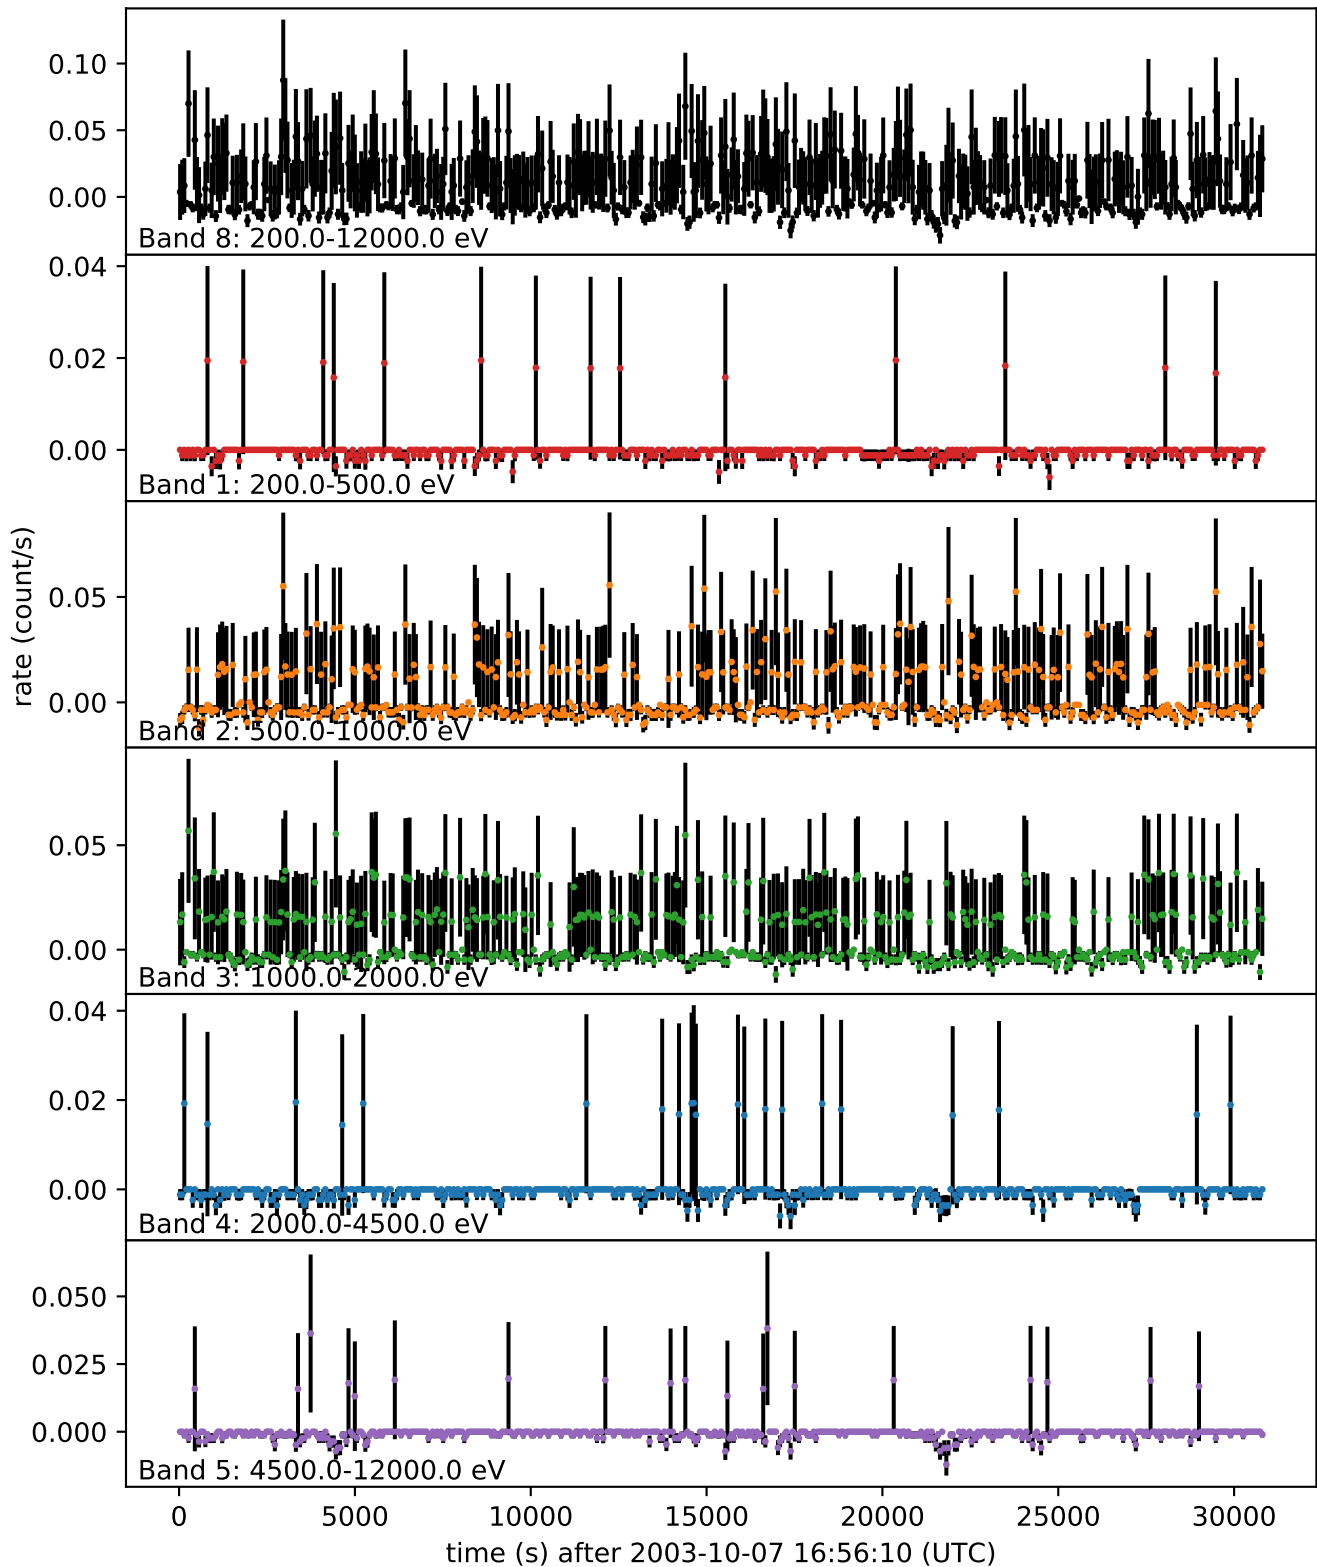 0.10
0.05
0.00
Band 8: 200.0-12000.0 eV
0.04
0.02
0.00
Band 1: 200.0-500.0 eV
rate (count/s)
0.05
0.00
Band 2: 500.0-1000.0 eV
0.05
0.00
Band 3: 1000.0-2000.0 eV
0.04
0.02
0.00
Band 4: 2000.0-4500.0 eV
0.050
0.025
0.000
Band 5: 4500.0-12000.0 eV
0 5000 10000 15000 20000 25000 30000
time (s) after 2003-10-07 16:56:10 (UTC)